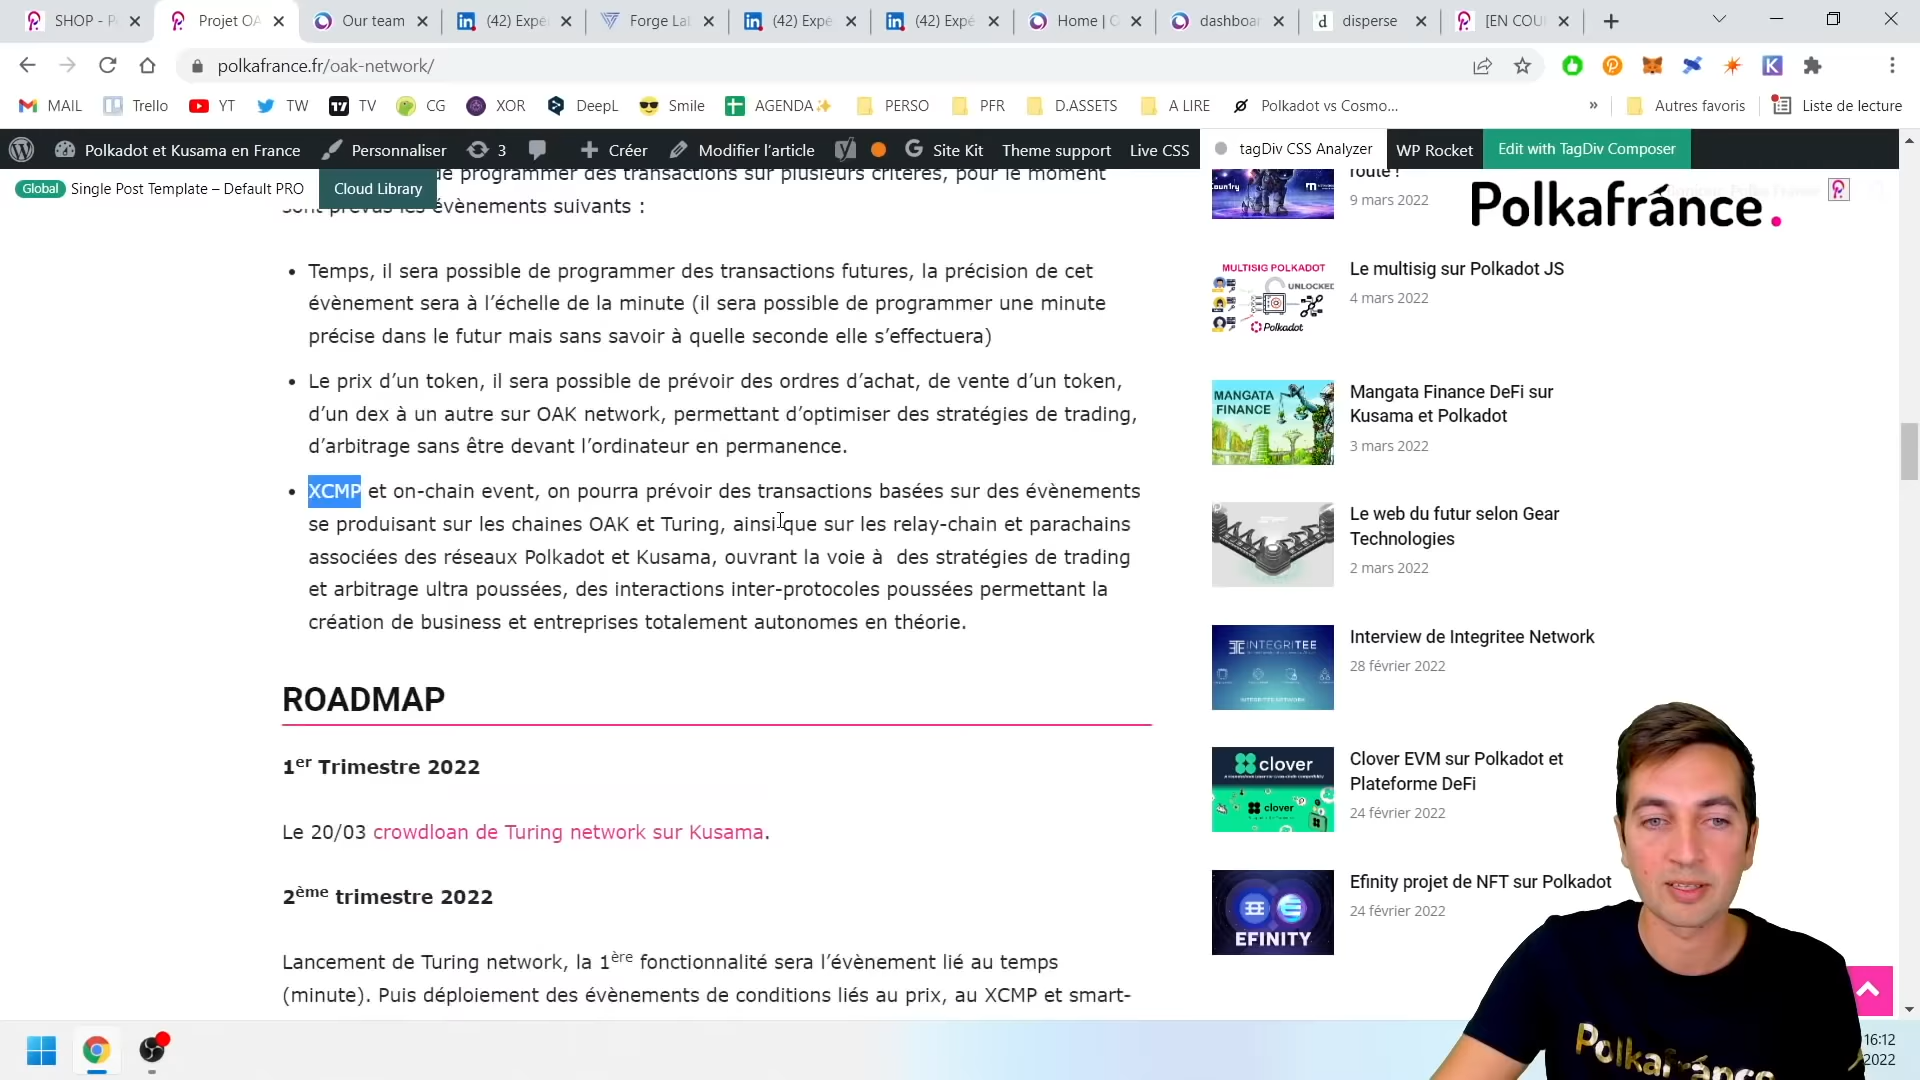 SHOP - P
Projet OA
Our team
(42) Expe
Forge La
(42) Expe
(42) Expé
Home | O
dashboar
disperse
[EN COU
polkafrance.fr/oak-network/
MAIL
Trello
YT
TW
TV
CG
XOR
DeepL
Smile
AGENDA✨
PERSO
PFR
D.ASSETS
A LIRE
Polkadot vs Cosmo...
»
Autres favoris
Liste de lecture
Polkadot et Kusama en France
Personnaliser
3
Créer
Modifier l'article
Site Kit
Theme support
Live CSS
tagDiv CSS Analyzer
WP Rocket
Edit with TagDiv Composer
Global
Single Post Template – Default PRO
Cloud Library
de programmer des transactions sur plusieurs critères, pour le moment
sont prévus les évènements suivants :
• Temps, il sera possible de programmer des transactions futures, la précision de cet
évènement sera à l'échelle de la minute (il sera possible de programmer une minute
précise dans le futur mais sans savoir à quelle seconde elle s'effectuera)
• Le prix d'un token, il sera possible de prévoir des ordres d'achat, de vente d'un token,
d'un dex à un autre sur OAK network, permettant d'optimiser des stratégies de trading,
d'arbitrage sans être devant l'ordinateur en permanence.
• XCMP et on-chain event, on pourra prévoir des transactions basées sur des évènements
se produisant sur les chaines OAK et Turing, ainsi que sur les relay-chain et parachains
associées des réseaux Polkadot et Kusama, ouvrant la voie à des stratégies de trading
et arbitrage ultra poussées, des interactions inter-protocoles poussées permettant la
création de business et entreprises totalement autonomes en théorie.
ROADMAP
1er Trimestre 2022
Le 20/03 crowdloan de Turing network sur Kusama.
2ème trimestre 2022
Lancement de Turing network, la 1ère fonctionnalité sera l'évènement lié au temps
(minute). Puis déploiement des évènements de conditions liés au prix, au XCMP et smart-
route !
9 mars 2022
Polkafránce.
MULTISIG POLKADOT
UNLOCKED
Polkadot
Le multisig sur Polkadot JS
4 mars 2022
MANGATA
FINANCE
Mangata Finance DeFi sur
Kusama et Polkadot
3 mars 2022
Le web du futur selon Gear
Technologies
2 mars 2022
INTEGRITEE
Interview de Integritee Network
28 février 2022
clover
clover
Clover EVM sur Polkadot et
Plateforme DeFi
24 février 2022
EFINITY
Efinity projet de NFT sur Polkadot
24 février 2022
Polkafránce
16:12
2022